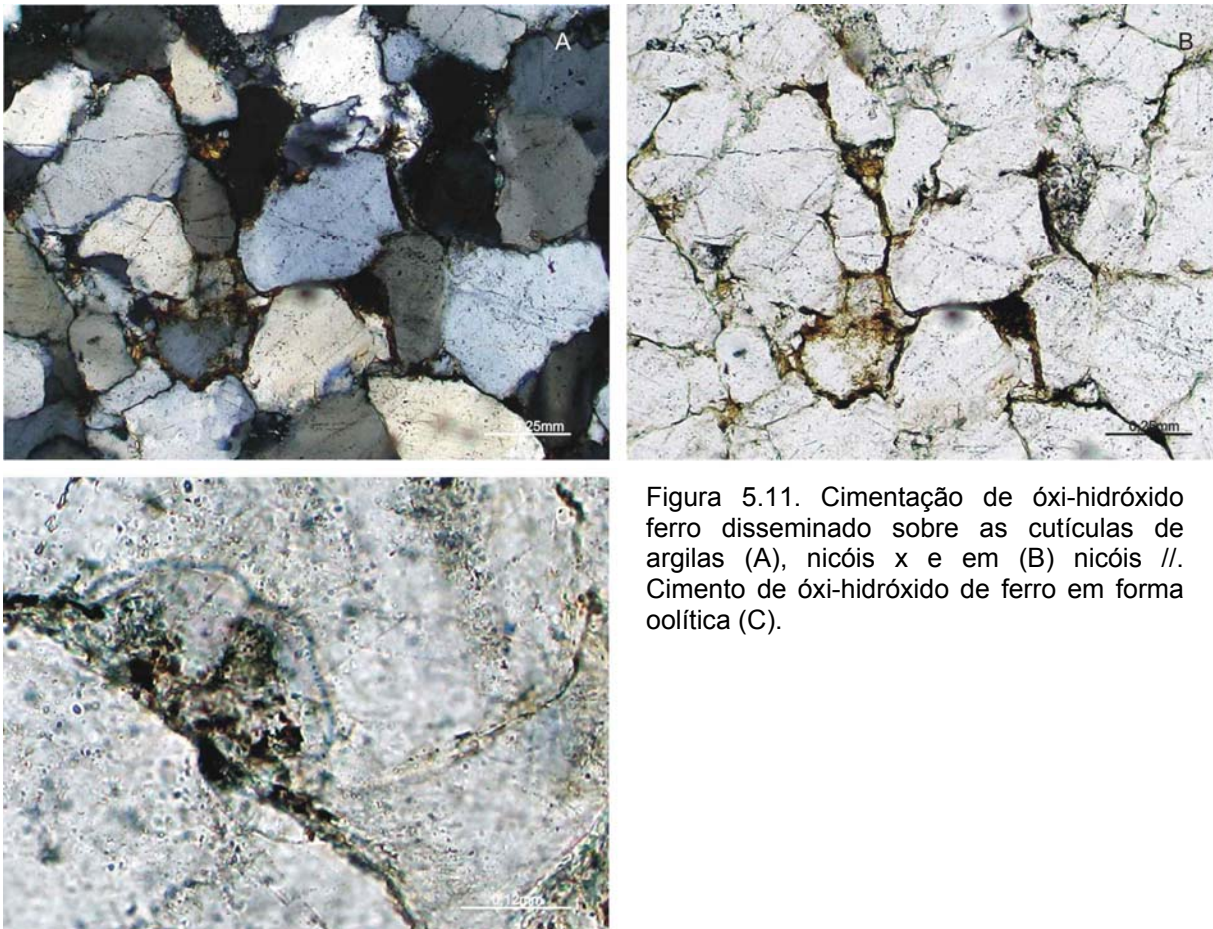 A
0,25mm
B
0,25mm
0,12mm
Figura 5.11. Cimentação de óxi-hidróxido
ferro disseminado sobre as cutículas de
argilas (A), nicóis x e em (B) nicóis //.
Cimento de óxi-hidróxido de ferro em forma
oolítica (C).